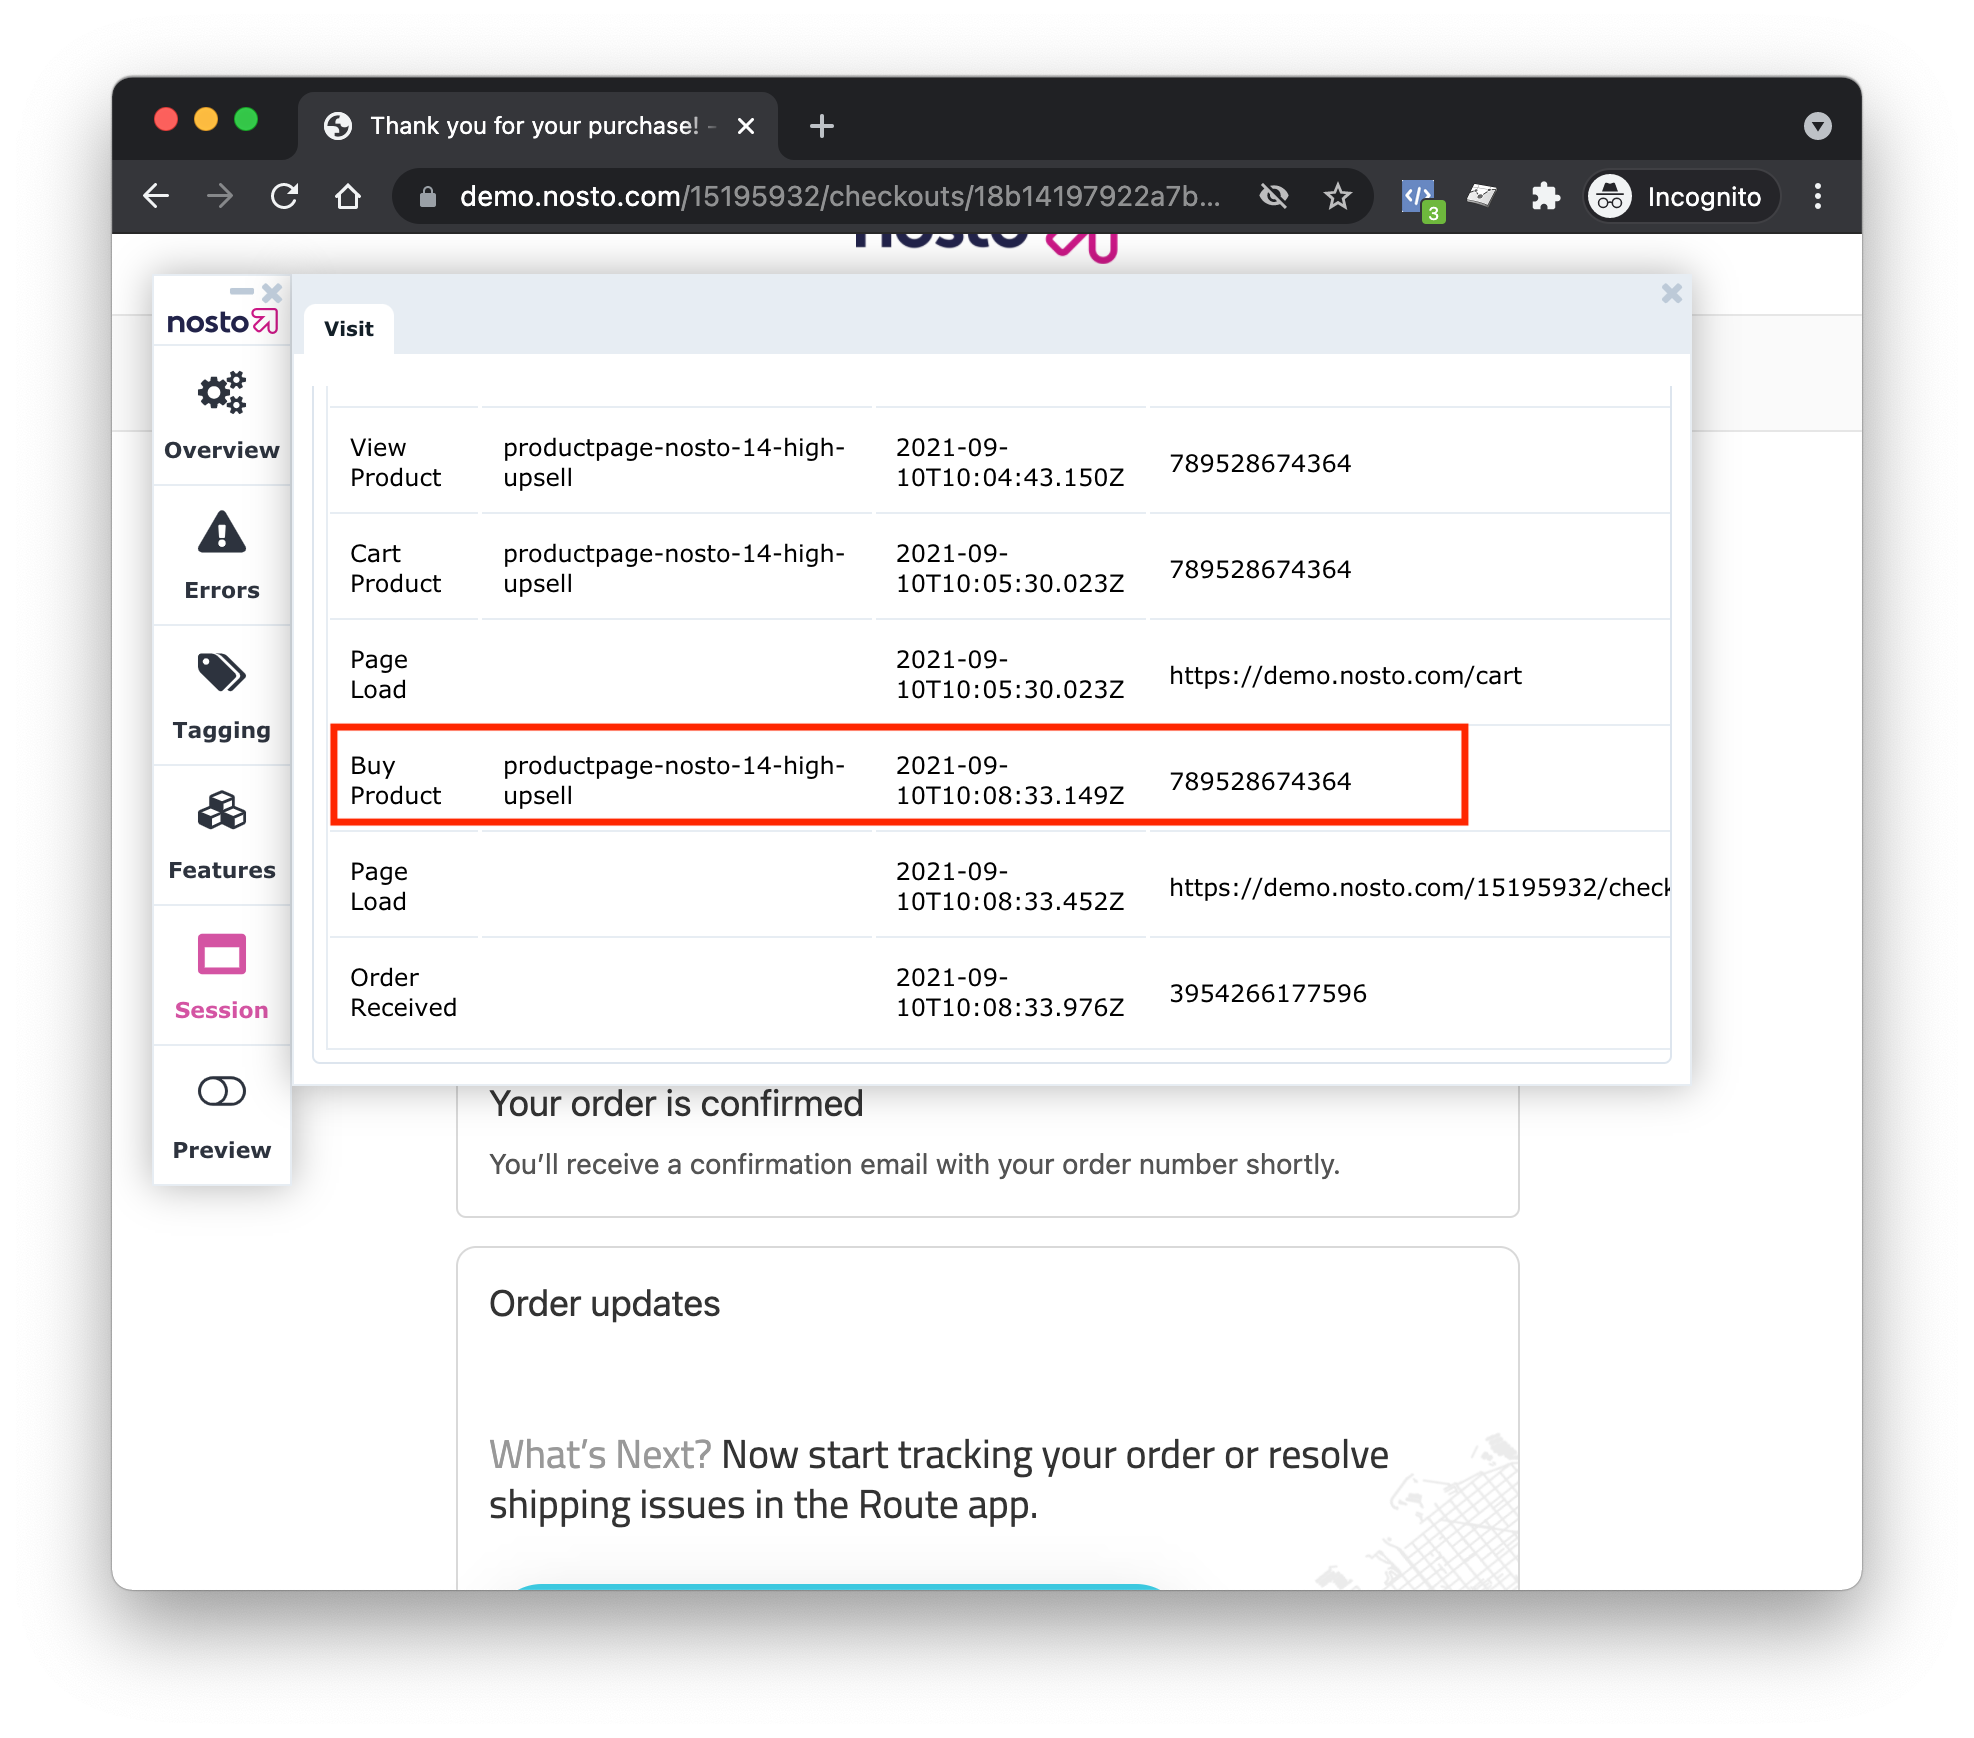 Thank you for your purchase! -
demo.nosto.com/15195932/checkouts/18b14197922a7b...
3
Incognito
nosto
nosto
Visit
Overview
Errors
Tagging
Features
Session
Preview
View
Product
productpage-nosto-14-high-
upsell
2021-09-
10T10:04:43.150Z
789528674364
Cart
Product
productpage-nosto-14-high-
upsell
2021-09-
10T10:05:30.023Z
789528674364
Page
Load
2021-09-
10T10:05:30.023Z
https://demo.nosto.com/cart
Buy
Product
productpage-nosto-14-high-
upsell
2021-09-
10T10:08:33.149Z
789528674364
Page
Load
2021-09-
10T10:08:33.452Z
https://demo.nosto.com/15195932/check
Order
Received
2021-09-
10T10:08:33.976Z
3954266177596
Your order is confirmed
You’ll receive a confirmation email with your order number shortly.
Order updates
What’s Next? Now start tracking your order or resolve
shipping issues in the Route app.